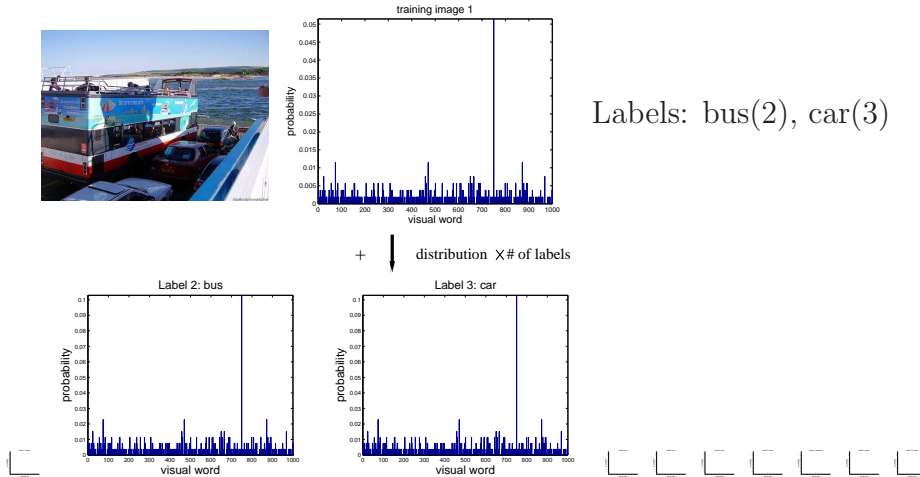 training image 1
0.05
0.045
0.04
0.035
0.03
0.025
0.02
0.015
0.01
0.005
0
probability
0 100 200 300 400 500 600 700 800 900 1000
visual word
Labels: bus(2), car(3)
+ distribution × # of labels
Label 2: bus
0.1
0.09
0.08
0.07
0.06
0.05
0.04
0.03
0.02
0.01
0
probability
0 100 200 300 400 500 600 700 800 900 1000
visual word
Label 3: car
0.1
0.09
0.08
0.07
0.06
0.05
0.04
0.03
0.02
0.01
0
probability
0 100 200 300 400 500 600 700 800 900 1000
visual word